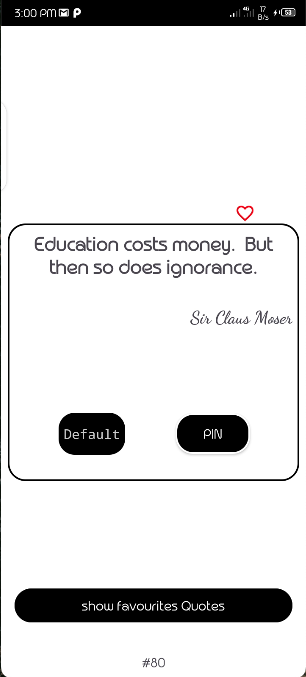 3:00 PM
4G 17 B/s 53
Education costs money. But
then so does ignorance.
Sir Claus Moser
Default
PIN
show favourites Quotes
#80